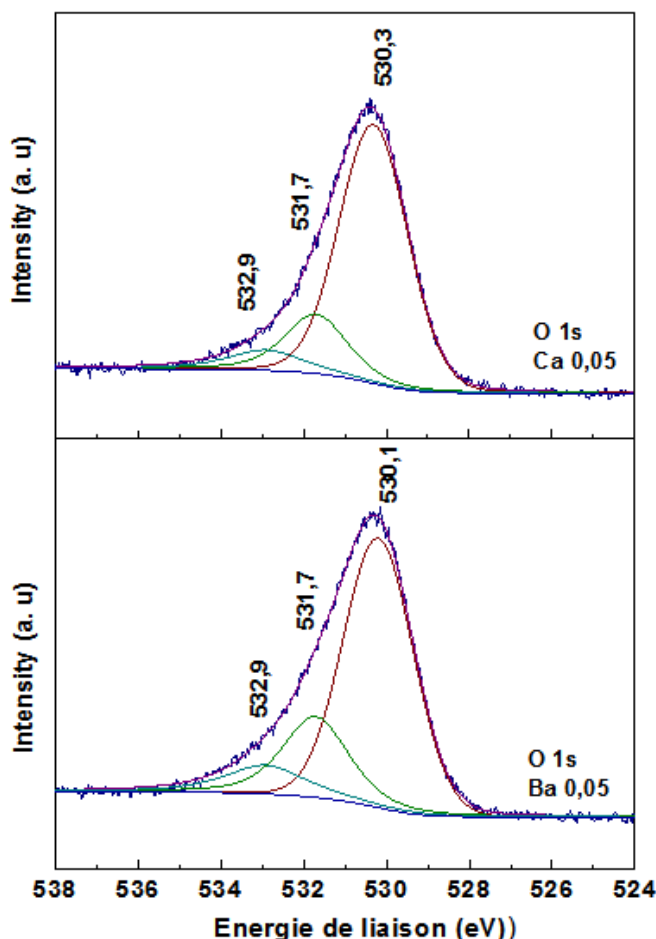 530,3
531,7
532,9
Intensity (a. u)
O 1s
Ca 0,05
530,1
531,7
532,9
Intensity (a. u)
O 1s
Ba 0,05
538 536 534 532 530 528 526 524
Energie de liaison (eV))